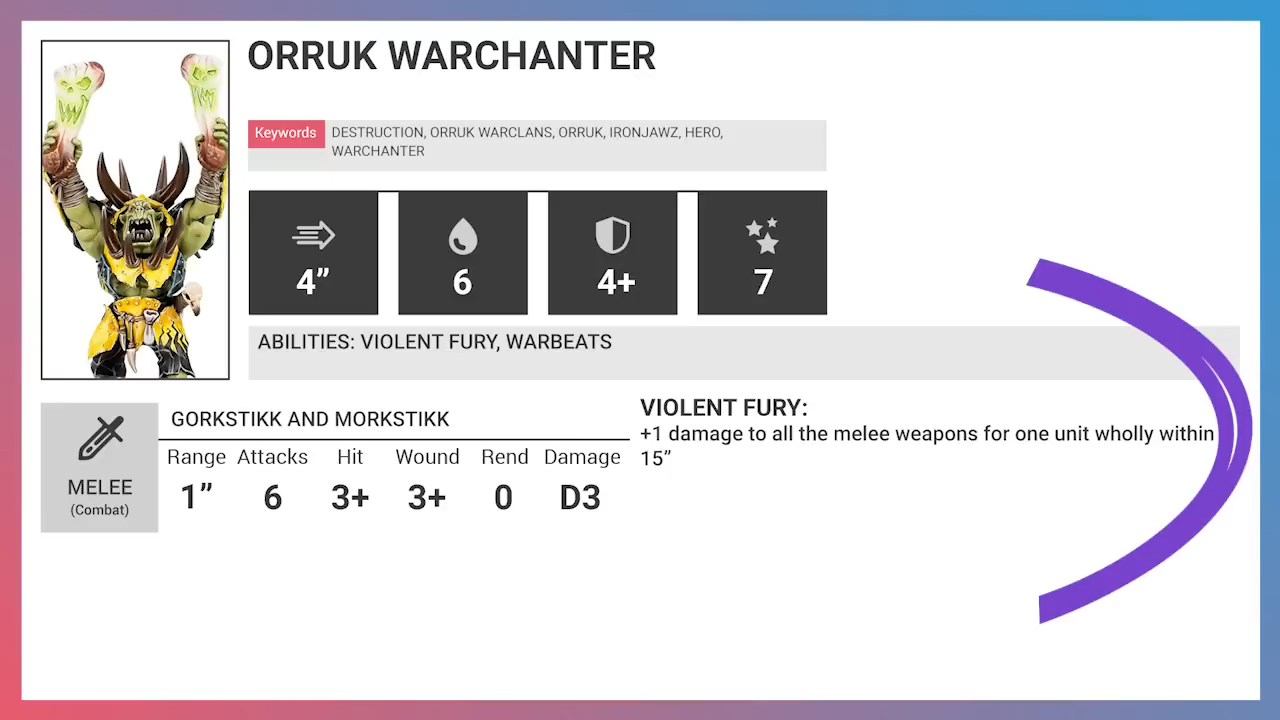 ORRUK WARCHANTER
Keywords DESTRUCTION, ORRUK WARCLANS, ORRUK, IRONJAWZ, HERO,
WARCHANTER
4” 6 4+ 7
ABILITIES: VIOLENT FURY, WARBEATS
GORKSTIKK AND MORKSTIKK
Range Attacks Hit Wound Rend Damage
MELEE
(Combat)
1” 6 3+ 3+ 0 D3
VIOLENT FURY:
+1 damage to all the melee weapons for one unit wholly within
15”